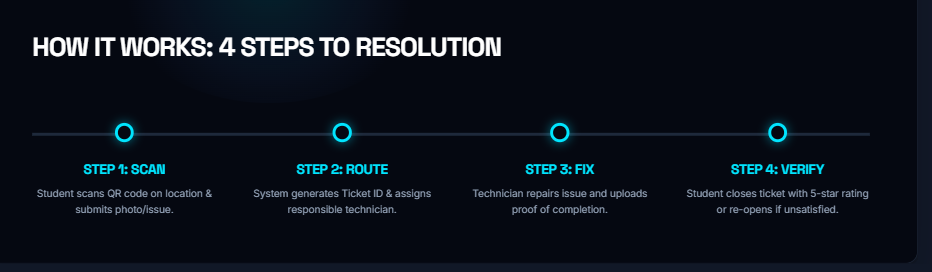 HOW IT WORKS: 4 STEPS TO RESOLUTION
STEP 1: SCAN
Student scans QR code on location &
submits photo/issue.
STEP 2: ROUTE
System generates Ticket ID & assigns
responsible technician.
STEP 3: FIX
Technician repairs issue and uploads
proof of completion.
STEP 4: VERIFY
Student closes ticket with 5-star rating
or re-opens if unsatisfied.